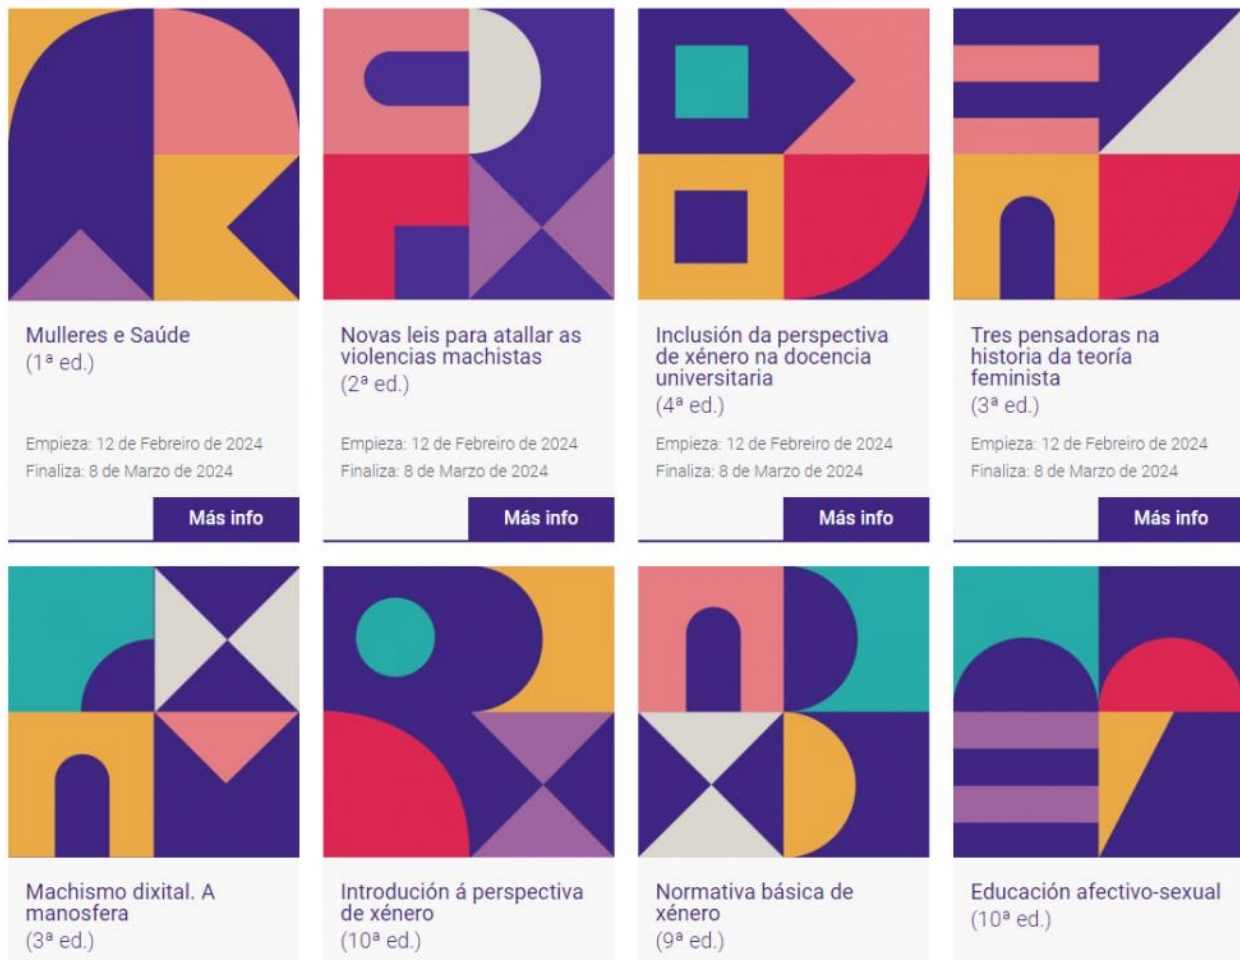 Mulleres e Saúde
(1ª ed.)
Empieza: 12 de Febreiro de 2024
Finaliza: 8 de Marzo de 2024
Más info
Novas leis para atallar as
violencias machistas
(2ª ed.)
Empieza: 12 de Febreiro de 2024
Finaliza: 8 de Marzo de 2024
Más info
Inclusión da perspectiva
de xénero na docencia
universitaria
(4ª ed.)
Empieza: 12 de Febreiro de 2024
Finaliza: 8 de Marzo de 2024
Más info
Tres pensadoras na
historia da teoría
feminista
(3ª ed.)
Empieza: 12 de Febreiro de 2024
Finaliza: 8 de Marzo de 2024
Más info
Machismo dixital. A
manosfera
(3ª ed.)
Introdución á perspectiva
de xénero
(10ª ed.)
Normativa básica de
xénero
(9ª ed.)
Educación afectivo-sexual
(10ª ed.)